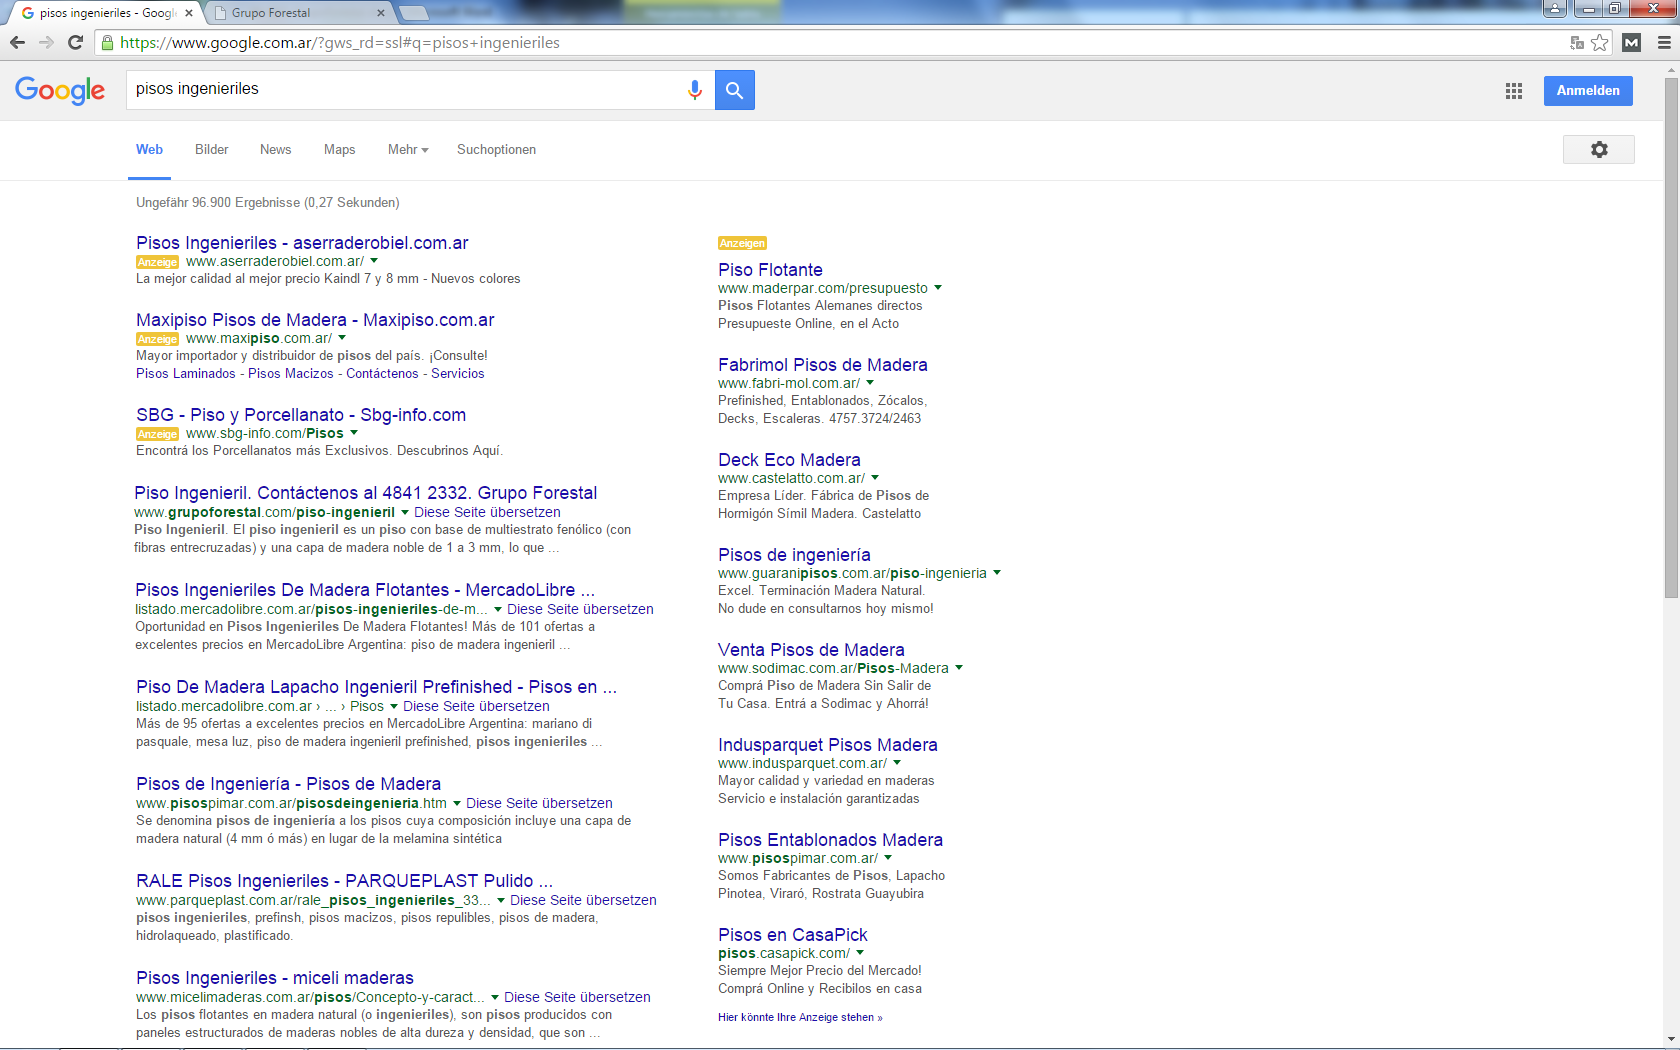 pisos ingenieriles - Googl
Grupo Forestal
https://www.google.com.ar/?gws_rd=ssl#q=pisos+ingenieriles
Google
pisos ingenieriles
Anmelden
Web
Bilder
News
Maps
Mehr
Suchoptionen
Ungefähr 96.900 Ergebnisse (0,27 Sekunden)
Pisos Ingenieriles - aserraderobiel.com.ar
Anzeige www.aserraderobiel.com.ar/
La mejor calidad al mejor precio Kaindl 7 y 8 mm - Nuevos colores
Maxipiso Pisos de Madera - Maxipiso.com.ar
Anzeige www.maxipiso.com.ar/
Mayor importador y distribuidor de pisos del país. ¡Consulte!
Pisos Laminados - Pisos Macizos - Contáctenos - Servicios
SBG - Piso y Porcellanato - Sbg-info.com
Anzeige www.sbg-info.com/Pisos
Encontrá los Porcellanatos más Exclusivos. Descubrinos Aquí.
Piso Ingenieril. Contáctenos al 4841 2332. Grupo Forestal
www.grupoforestal.com/piso-ingenieril Diese Seite übersetzen
Piso Ingenieril. El piso ingenieril es un piso con base de multiestrato fenólico (con
fibras entrecruzadas) y una capa de madera noble de 1 a 3 mm, lo que ...
Pisos Ingenieriles De Madera Flotantes - MercadoLibre ...
listado.mercadolibre.com.ar/pisos-ingenieriles-de-m... Diese Seite übersetzen
Oportunidad en Pisos Ingenieriles De Madera Flotantes! Más de 101 ofertas a
excelentes precios en MercadoLibre Argentina: piso de madera ingenieril ...
Piso De Madera Lapacho Ingenieril Prefinished - Pisos en ...
listado.mercadolibre.com.ar › ... › Pisos Diese Seite übersetzen
Más de 95 ofertas a excelentes precios en MercadoLibre Argentina: mariano di
pasquale, mesa luz, piso de madera ingenieril prefinished, pisos ingenieriles ...
Pisos de Ingeniería - Pisos de Madera
www.pisospimar.com.ar/pisosdeingenieria.htm Diese Seite übersetzen
Se denomina pisos de ingeniería a los pisos cuya composición incluye una capa de
madera natural (4 mm ó más) en lugar de la melamina sintética
RALE Pisos Ingenieriles - PARQUEPLAST Pulido ...
www.parqueplast.com.ar/rale_pisos_ingenieriles_33... Diese Seite übersetzen
pisos ingenieriles, prefinsh, pisos macizos, pisos repulibles, pisos de madera,
hidrolaqueado, plastificado.
Pisos Ingenieriles - miceli maderas
www.micelimaderas.com.ar/pisos/Concepto-y-caract... Diese Seite übersetzen
Los pisos flotantes en madera natural (o ingenieriles), son pisos producidos con
paneles estructurados de maderas nobles de alta dureza y densidad, que son ...
Anzeigen
Piso Flotante
www.maderpar.com/presupuesto
Pisos Flotantes Alemanes directos
Presupueste Online, en el Acto
Fabrimol Pisos de Madera
www.fabri-mol.com.ar/
Prefinished, Entablonados, Zócalos,
Decks, Escaleras. 4757.3724/2463
Deck Eco Madera
www.castelatto.com.ar/
Empresa Líder. Fábrica de Pisos de
Hormigón Símil Madera. Castelatto
Pisos de ingeniería
www.guaranipisos.com.ar/piso-ingenieria
Excel. Terminación Madera Natural.
No dude en consultarnos hoy mismo!
Venta Pisos de Madera
www.sodimac.com.ar/Pisos-Madera
Comprá Piso de Madera Sin Salir de
Tu Casa. Entrá a Sodimac y Ahorrá!
Indusparquet Pisos Madera
www.indusparquet.com.ar/
Mayor calidad y variedad en maderas
Servicio e instalación garantizadas
Pisos Entablonados Madera
www.pisospimar.com.ar/
Somos Fabricantes de Pisos, Lapacho
Pinotea, Viraró, Rostrata Guayubira
Pisos en CasaPick
pisos.casapick.com/
Siempre Mejor Precio del Mercado!
Comprá Online y Recibilos en casa
Hier könnte Ihre Anzeige stehen »